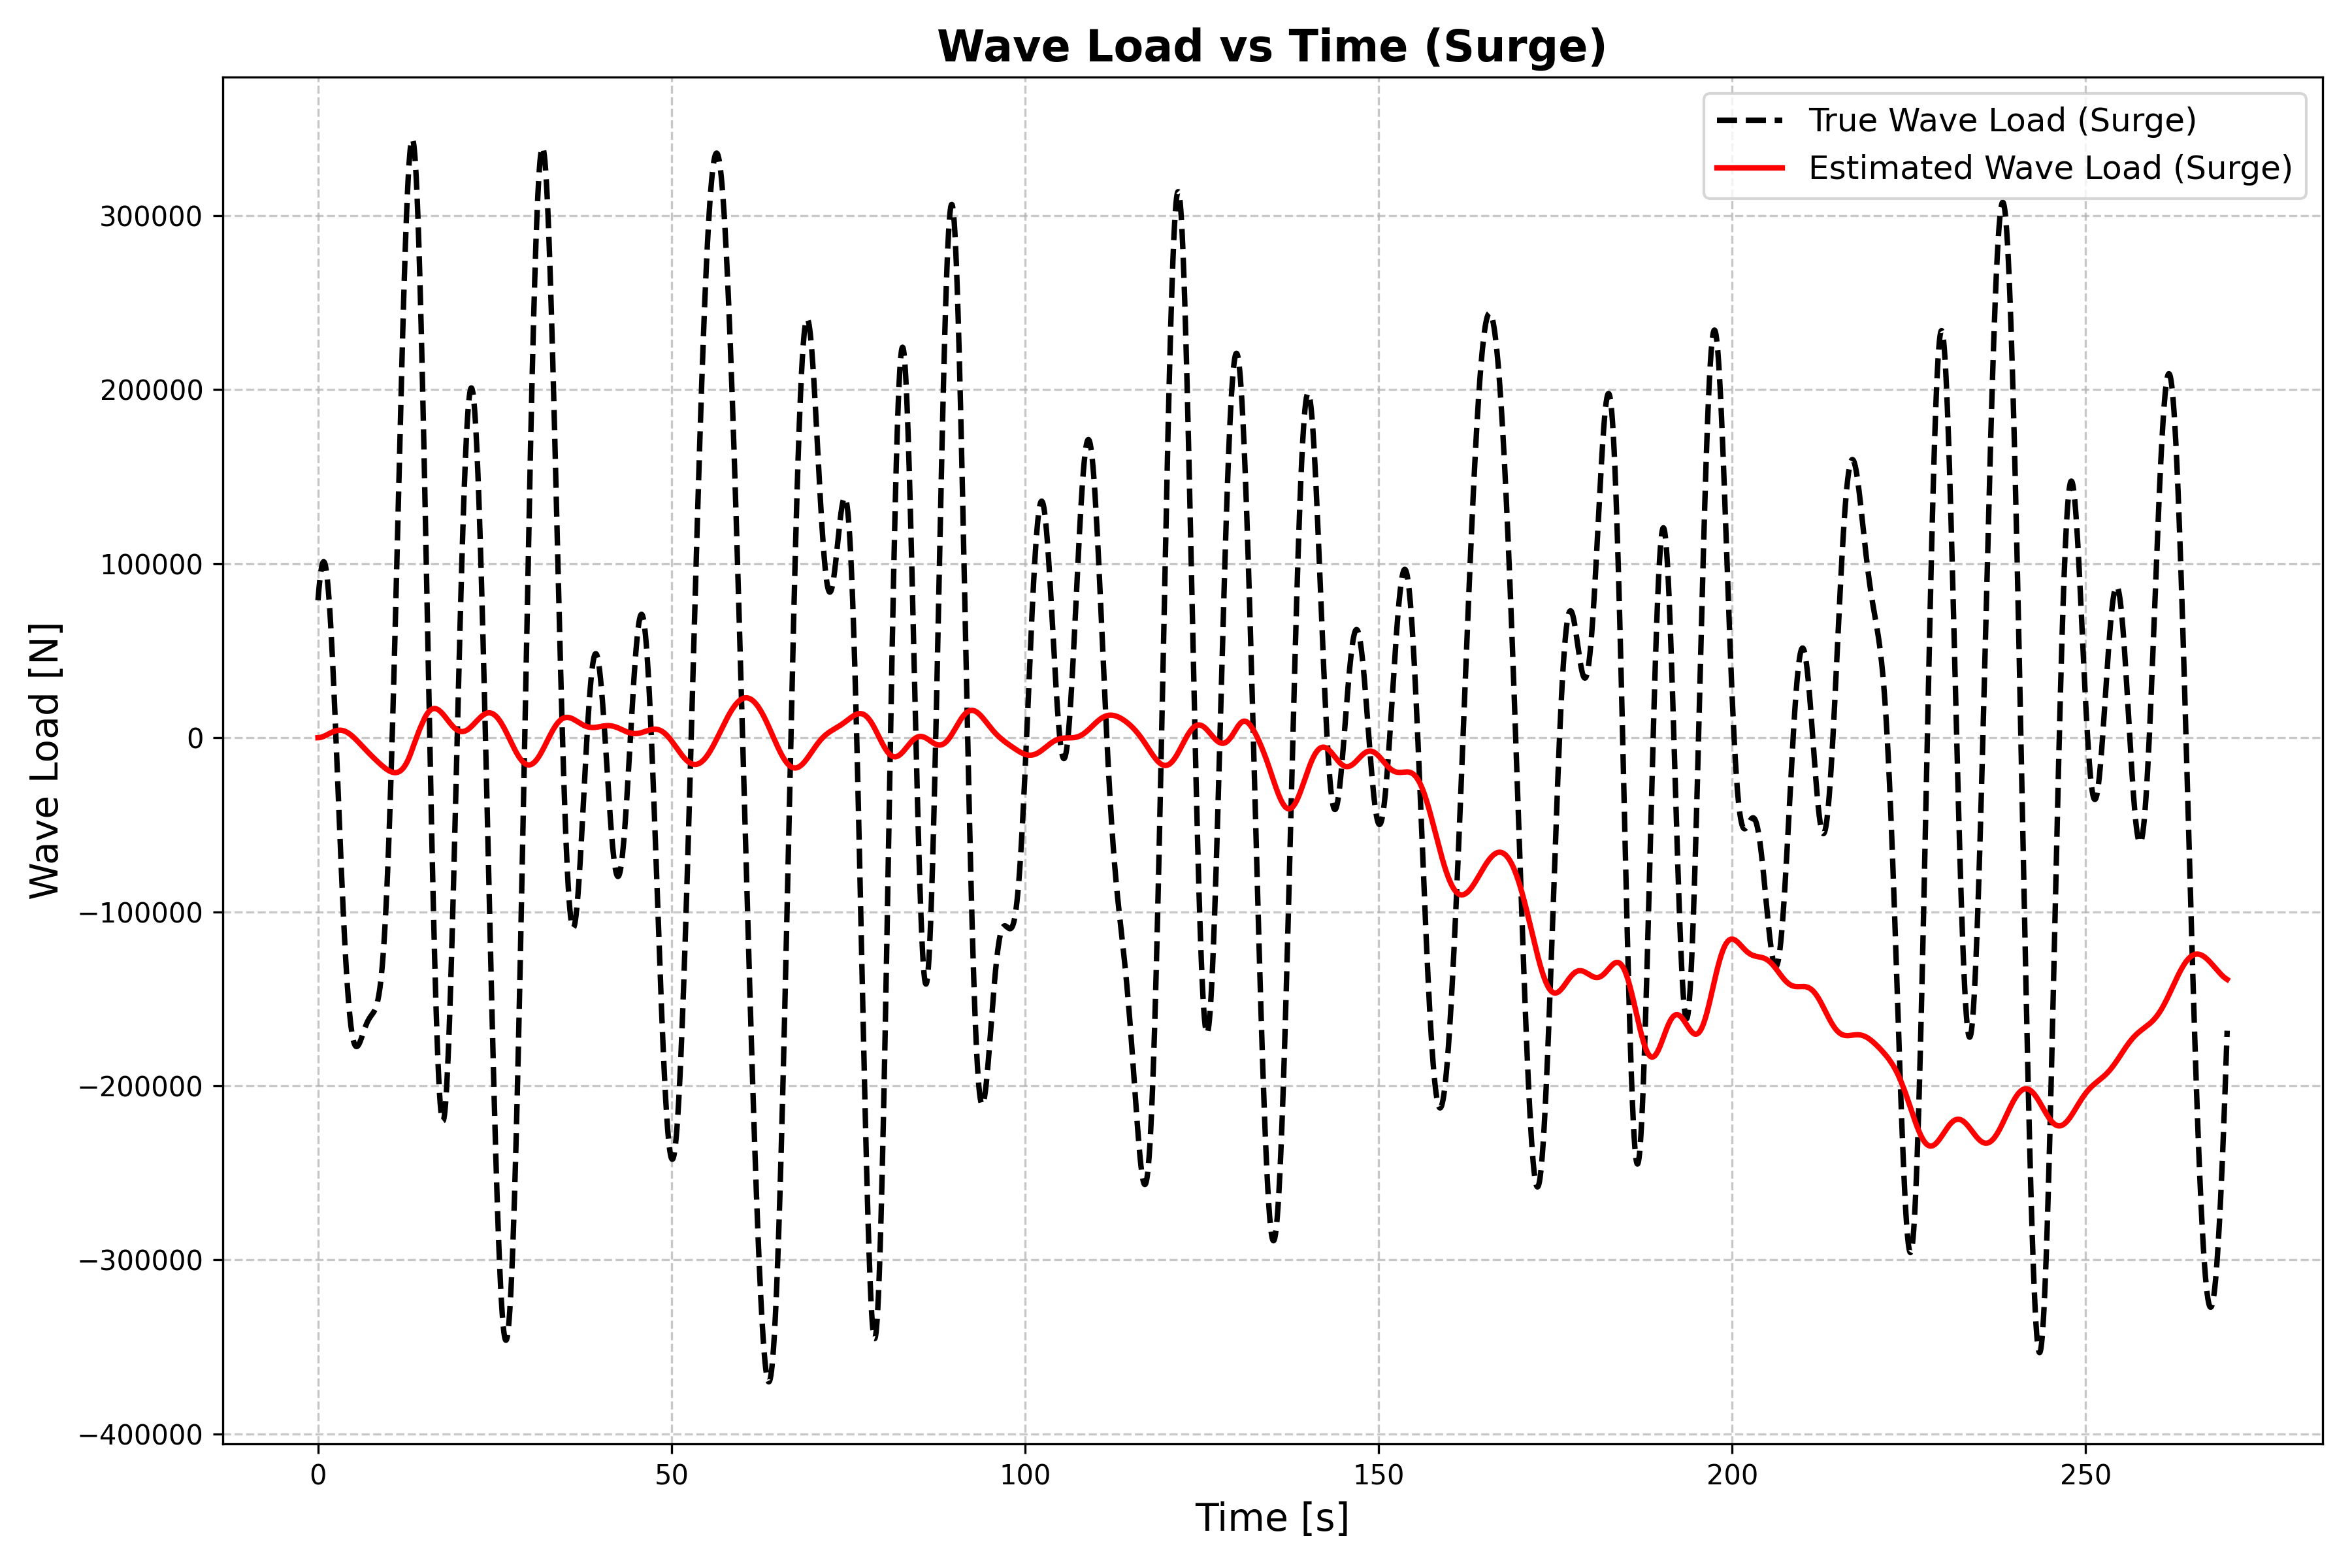 Wave Load vs Time (Surge)
True Wave Load (Surge)
Estimated Wave Load (Surge)
Wave Load [N]
300000
200000
100000
0
−100000
−200000
−300000
−400000
0
50
100
150
200
250
Time [s]